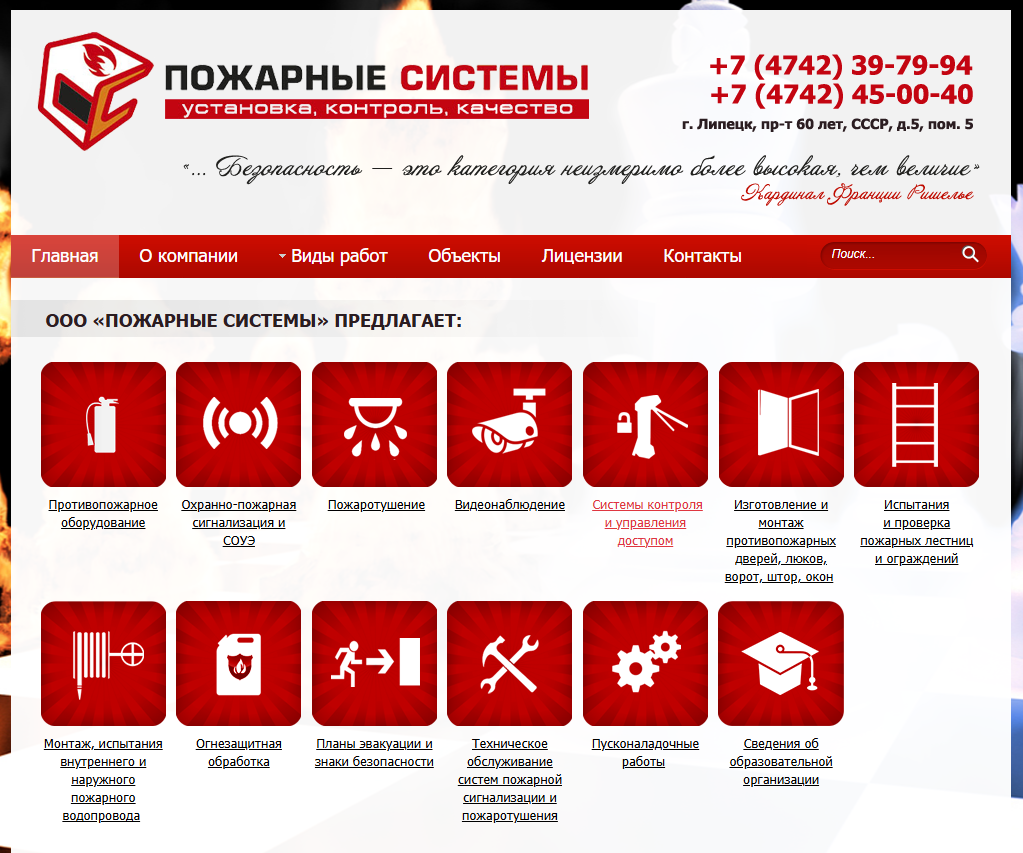 ПОЖАРНЫЕ СИСТЕМЫ
установка, контроль, качество
+7 (4742) 39-79-94
+7 (4742) 45-00-40
г. Липецк, пр-т 60 лет, СССР, д.5, пом. 5
“... Безопасность — это категория неизмеримо более высокая, чем величие”
Кардинал Франции Ришелье
Главная
О компании
Виды работ
Объекты
Лицензии
Контакты
Поиск...
ООО «ПОЖАРНЫЕ СИСТЕМЫ» ПРЕДЛАГАЕТ:
Противопожарное
оборудование
Охранно-пожарная
сигнализация и
СОУЭ
Пожаротушение
Видеонаблюдение
Системы контроля
и управления
доступом
Изготовление и
монтаж
противопожарных
дверей, люков,
ворот, штор, окон
Испытания
и проверка
пожарных лестниц
и ограждений
Монтаж, испытания
внутреннего и
наружного
пожарного
водопровода
Огнезащитная
обработка
Планы эвакуации и
знаки безопасности
Техническое
обслуживание
систем пожарной
сигнализации и
пожаротушения
Пусконаладочные
работы
Сведения об
образовательной
организации